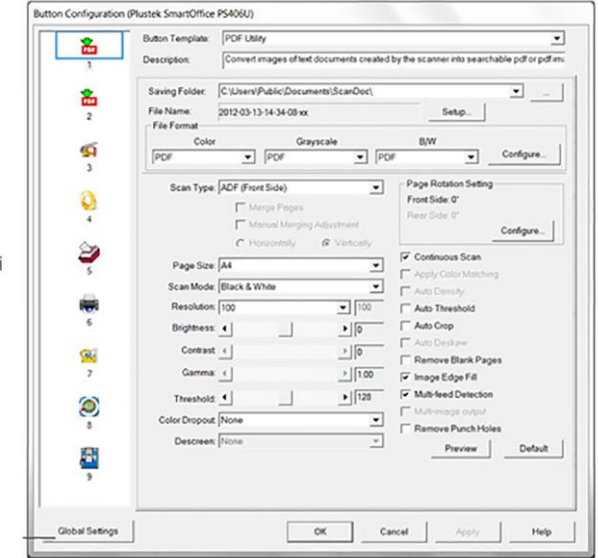 Button Configuration (Plustek SmartOffice PS406U)
Button Template: PDF Utility
Description: Convert images of text documents created by the scanner into searchable pdf or pdf im
Saving Folder: C:\Users\Public\Documents\ScanDoc\ ...
File Name: 2012-03-13-14-34-08-xx Setup...
File Format
Color Grayscale B/W
PDF PDF PDF Configure...
Scan Type: ADF (Front Side)
Merge Pages
Manual Merging Adjustment
Horizontally Vertically
Page Rotation Setting
Front Side: 0°
Rear Side: 0°
Configure...
Page Size: A4
Scan Mode: Black & White
Resolution: 100 100
Brightness: 0
Contrast: 0
Gamma: 1.00
Threshold: 128
Color Dropout: None
Descreen: None
Continuous Scan
Apply Color Matching
Auto Density
Auto Threshold
Auto Crop
Auto Deskew
Remove Blank Pages
Image Edge Fill
Multi-feed Detection
Multi-image output
Remove Punch Holes
Preview Default
PDF
1
PDF
2
3
4
5
6
7
8
9
i
Global Settings OK Cancel Apply Help